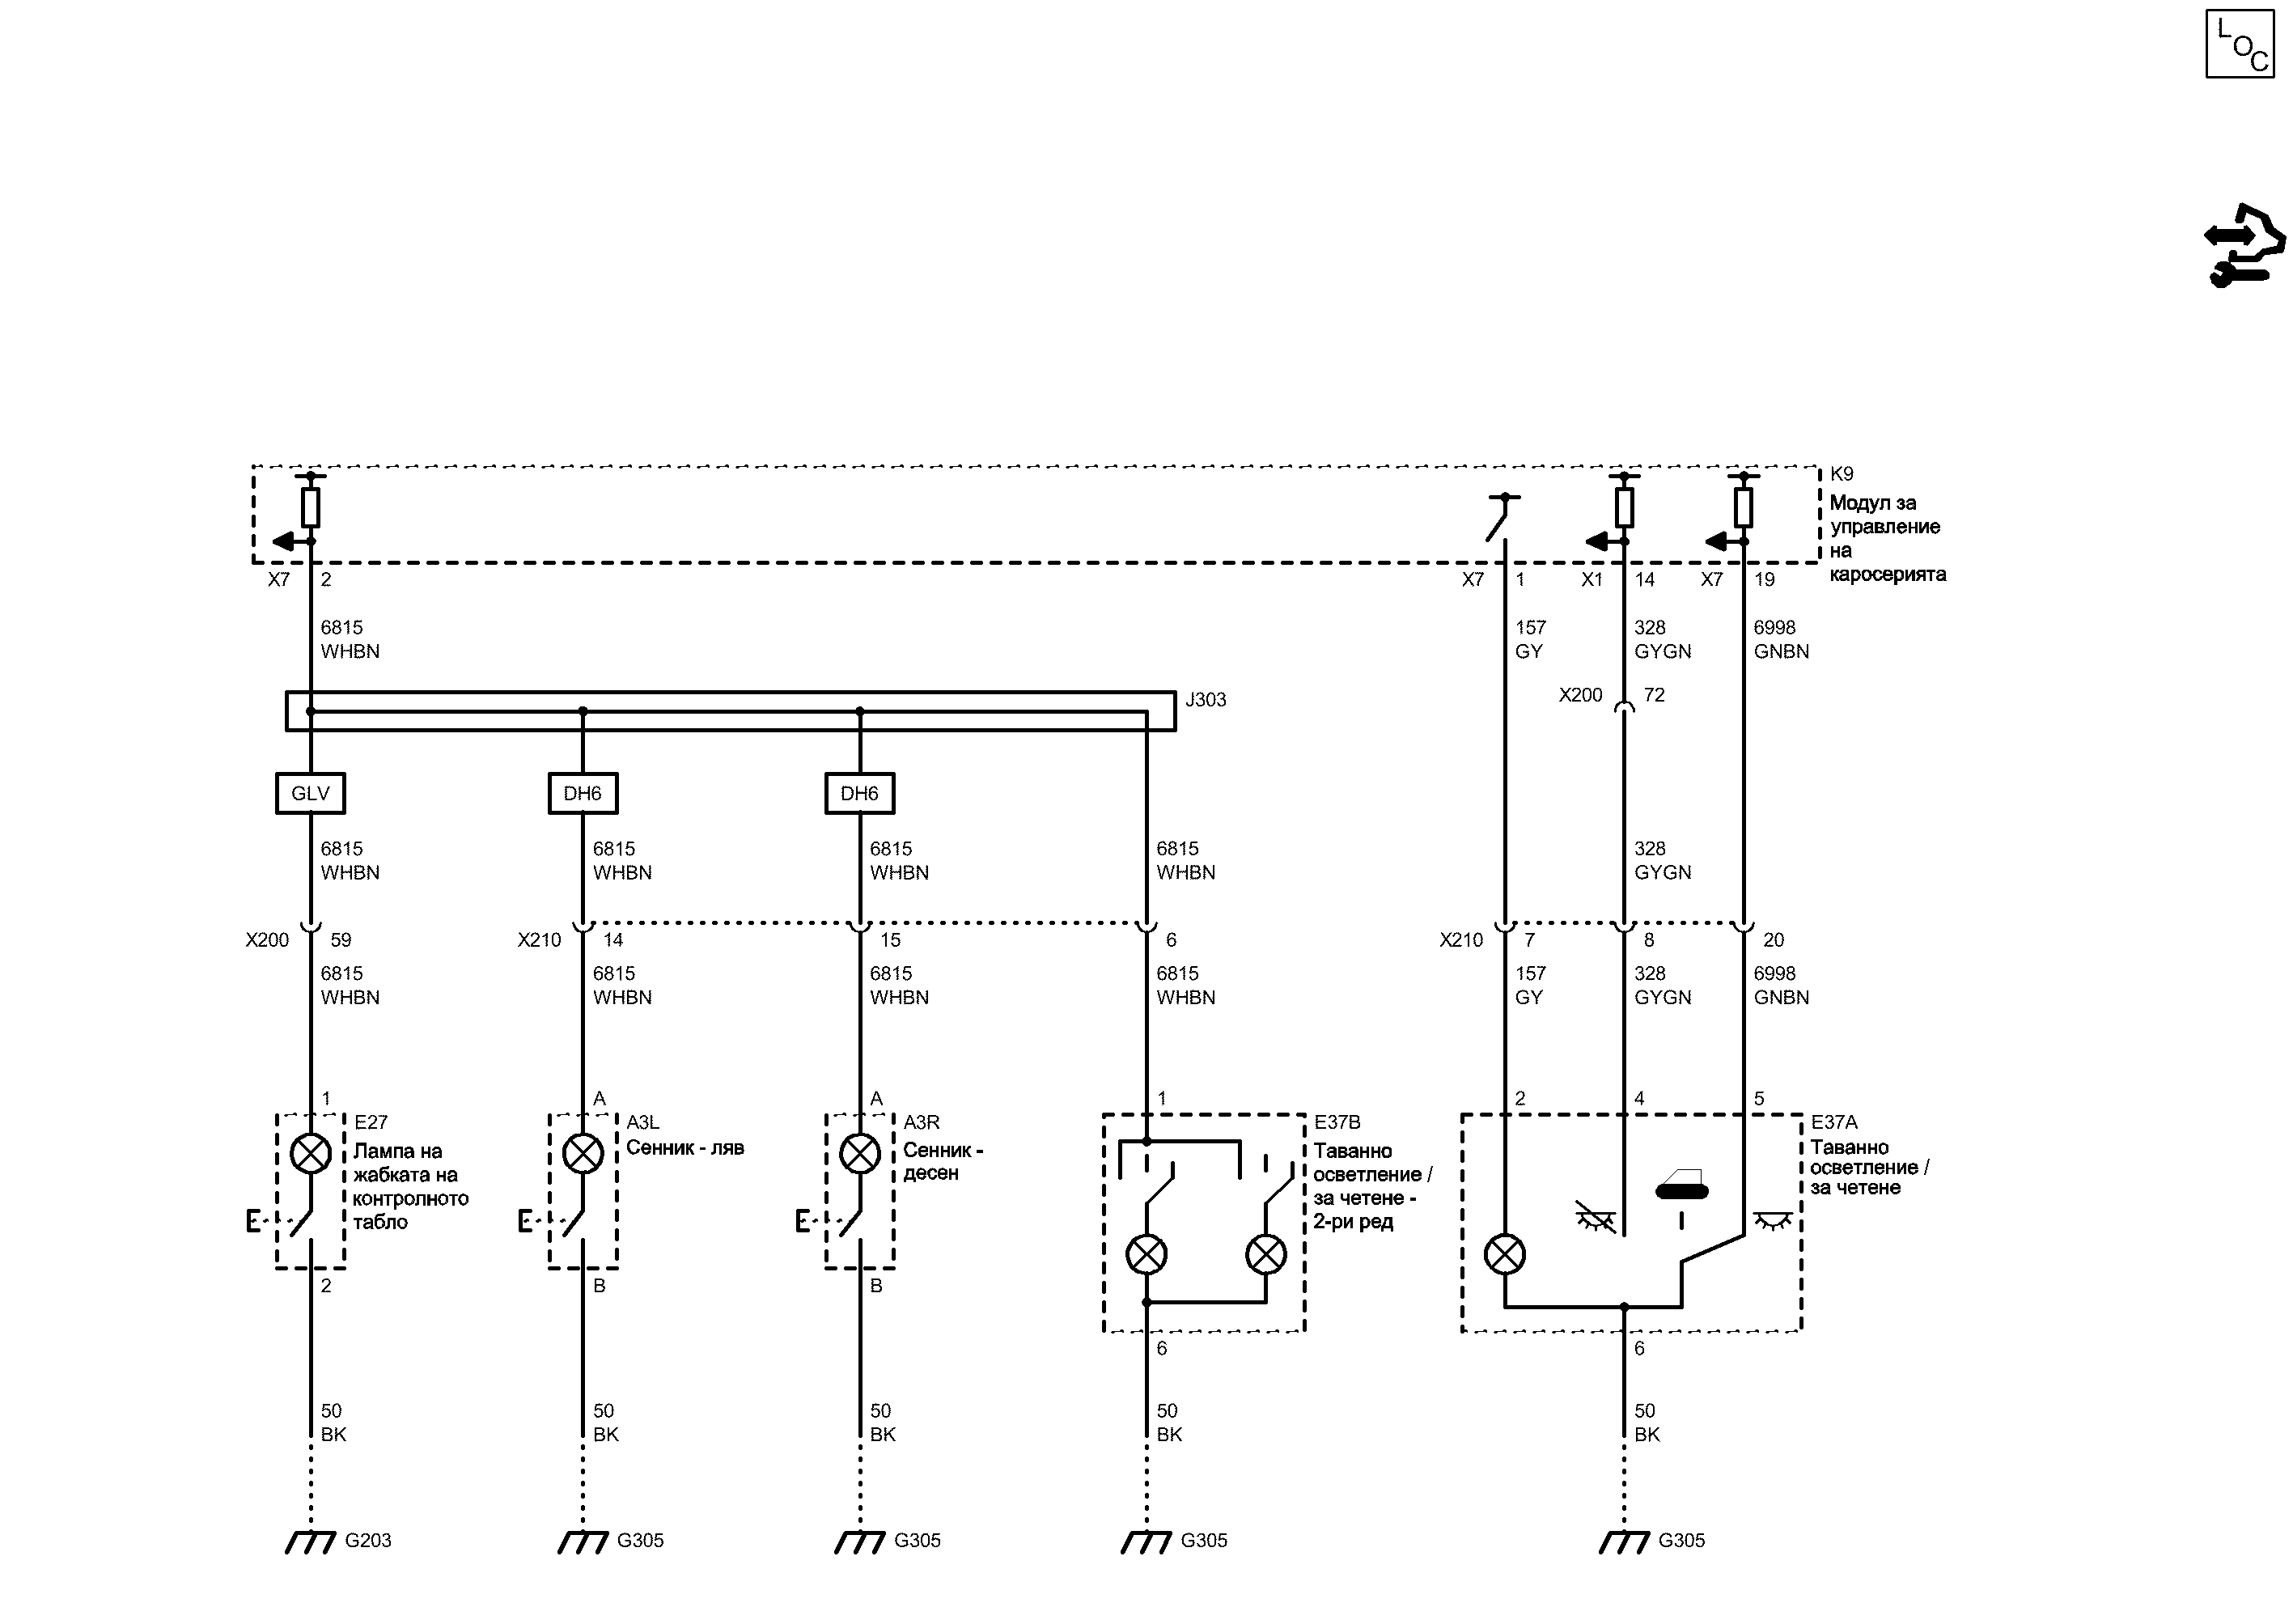 LOC
K9
Модул за
управление
на
каросерията
X7 2
X7 1
X1 14
X7 19
6815
WHBN
157
GY
328
GYGN
6998
GNBN
X200 72
J303
GLV
DH6
DH6
6815
WHBN
6815
WHBN
6815
WHBN
6815
WHBN
328
GYGN
X200 59
X210 14
15
6
X210 7
8
20
6815
WHBN
6815
WHBN
6815
WHBN
6815
WHBN
157
GY
328
GYGN
6998
GNBN
1
E27
Лампа на
жабката на
контролното
табло
2
A
A3L
Сенник - ляв
B
A
A3R
Сенник -
десен
B
1
E37B
Таванно
осветление /
за четене -
2-ри ред
6
2
4
5
E37A
Таванно
осветление /
за четене
6
50
BK
50
BK
50
BK
50
BK
50
BK
G203
G305
G305
G305
G305